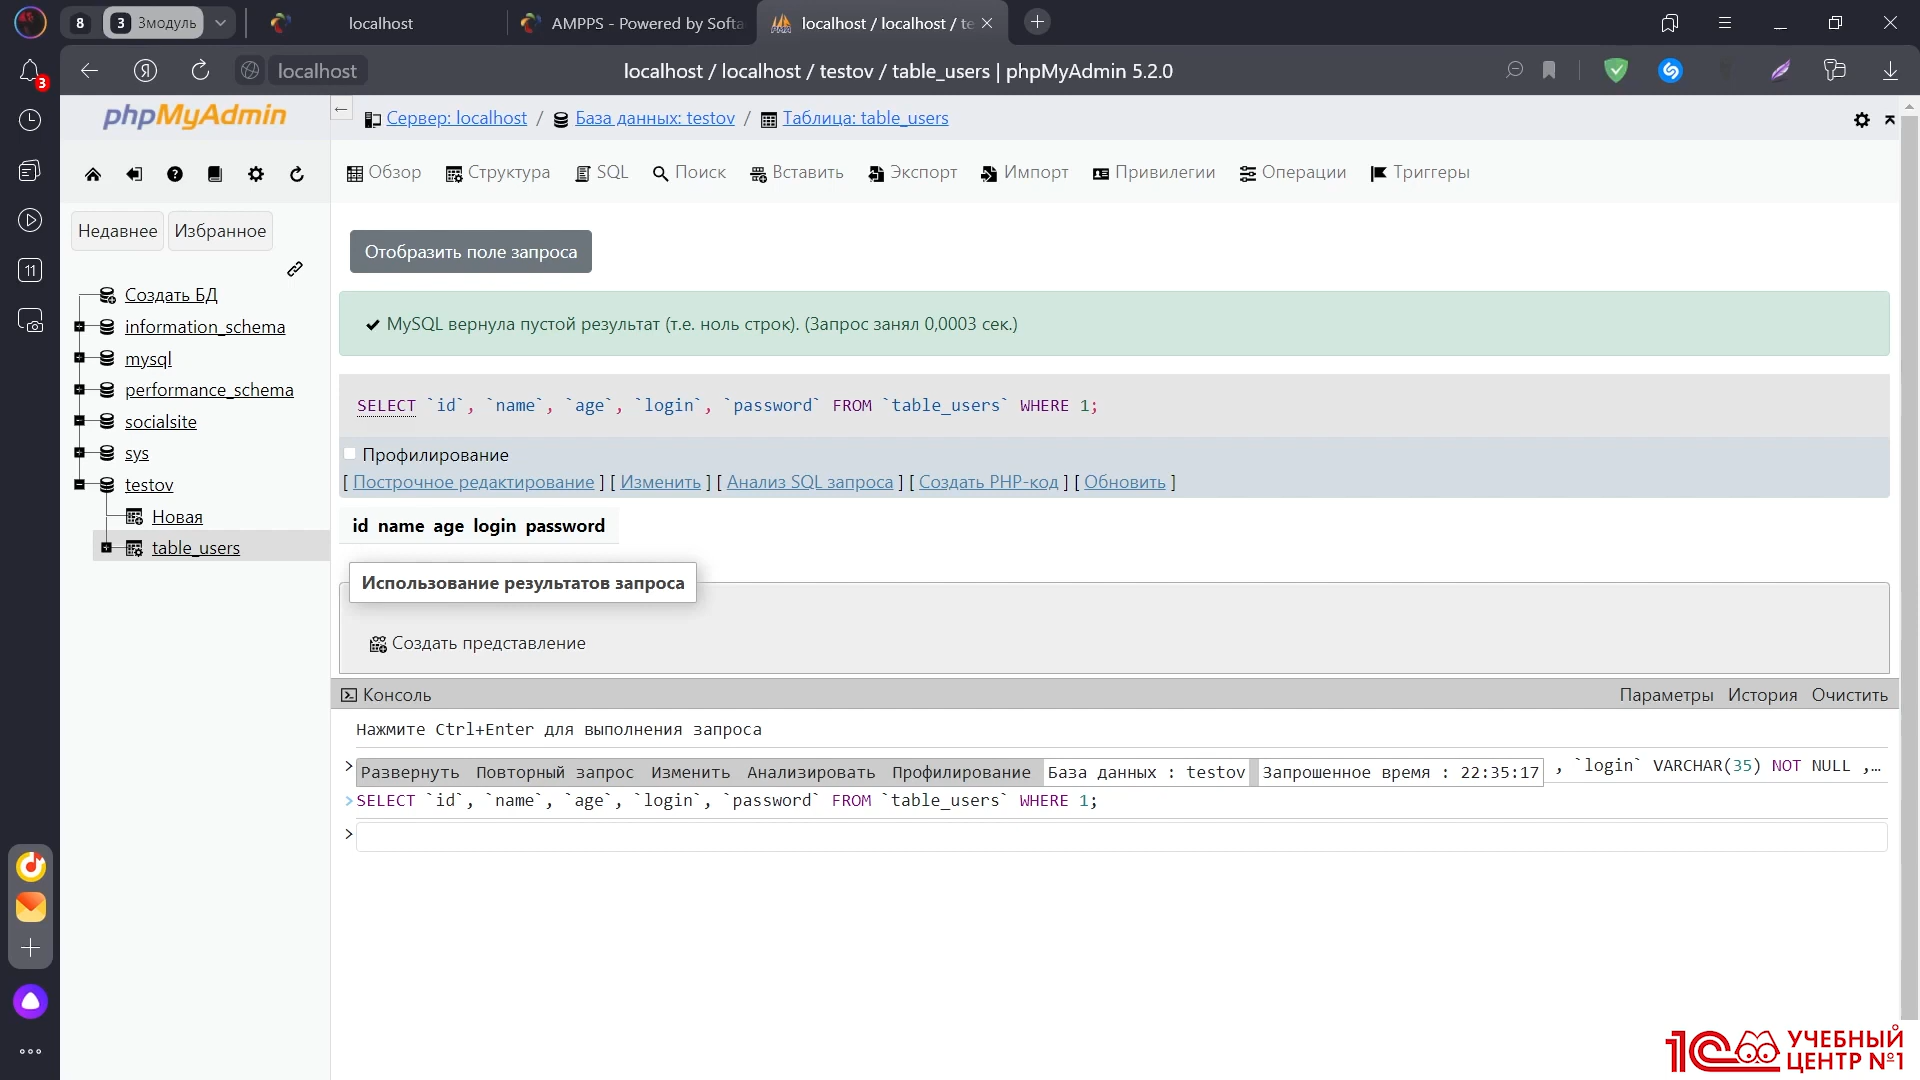 8
3 3модуль
localhost
AMPPS - Powered by Softa
localhost / localhost / te
3
localhost
localhost / localhost / testov / table_users | phpMyAdmin 5.2.0
11
phpMyAdmin
Недавнее
Избранное
Создать БД
information_schema
mysql
performance_schema
socialsite
sys
testov
Новая
table_users
Сервер: localhost / База данных: testov / Таблица: table_users
Обзор Структура SQL Поиск Вставить Экспорт Импорт Привилегии Операции Триггеры
Отобразить поле запроса
MySQL вернула пустой результат (т.е. ноль строк). (Запрос занял 0,0003 сек.)
SELECT `id`, `name`, `age`, `login`, `password` FROM `table_users` WHERE 1;
Профилирование
[ Построчное редактирование ] [ Изменить ] [ Анализ SQL запроса ] [ Создать PHP-код ] [ Обновить ]
id name age login password
Использование результатов запроса
Создать представление
Консоль
Параметры История Очистить
Нажмите Ctrl+Enter для выполнения запроса
> Развернуть Повторный запрос Изменить Анализировать Профилирование База данных : testov Запрошенное время : 22:35:17 , `login` VARCHAR(35) NOT NULL ,…
>SELECT `id`, `name`, `age`, `login`, `password` FROM `table_users` WHERE 1;
>
1С УЧЕБНЫЙ
ЦЕНТР №1